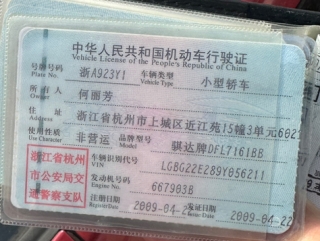 中华人民共和国机动车行驶证
Vehicle License of the People's Republic of China
号牌号码 Plate No. 浙A923Y1 车辆类型 Vehicle Type 小型轿车
所有人 Owner 何丽芳
住址 Address 浙江省杭州市上城区近江苑15幢3单元602
使用性质 Use Character 非营运 品牌型号 Model 骐达牌DFL7161BB
浙江省杭州
市公安局交
通警察支队
车辆识别代号 VIN LGBG22E289Y056211
发动机号码 Engine No. 667903B
注册日期 Register Date 2009-04-2 发证日期 Issue Date 2009-04-22